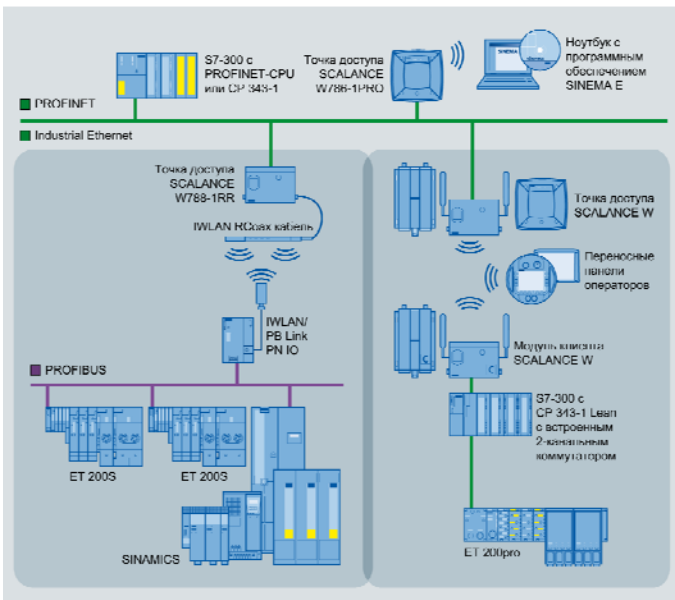 S7-300 с
PROFINET-CPU
или CP 343-1
Точка доступа
SCALANCE
W786-1PRO
Ноутбук с
программным
обеспечением
SINEMA E
PROFINET
Industrial Ethernet
Точка доступа
SCALANCE
W788-1RR
IWLAN RCoax кабель
IWLAN/
PB Link
PN IO
PROFIBUS
ET 200S
ET 200S
SINAMICS
Точка доступа
SCALANCE W
Переносные
панели
операторов
Модуль клиента
SCALANCE W
S7-300 с
CP 343-1 Lean
с встроенным
2-канальным
коммутатором
ET 200pro